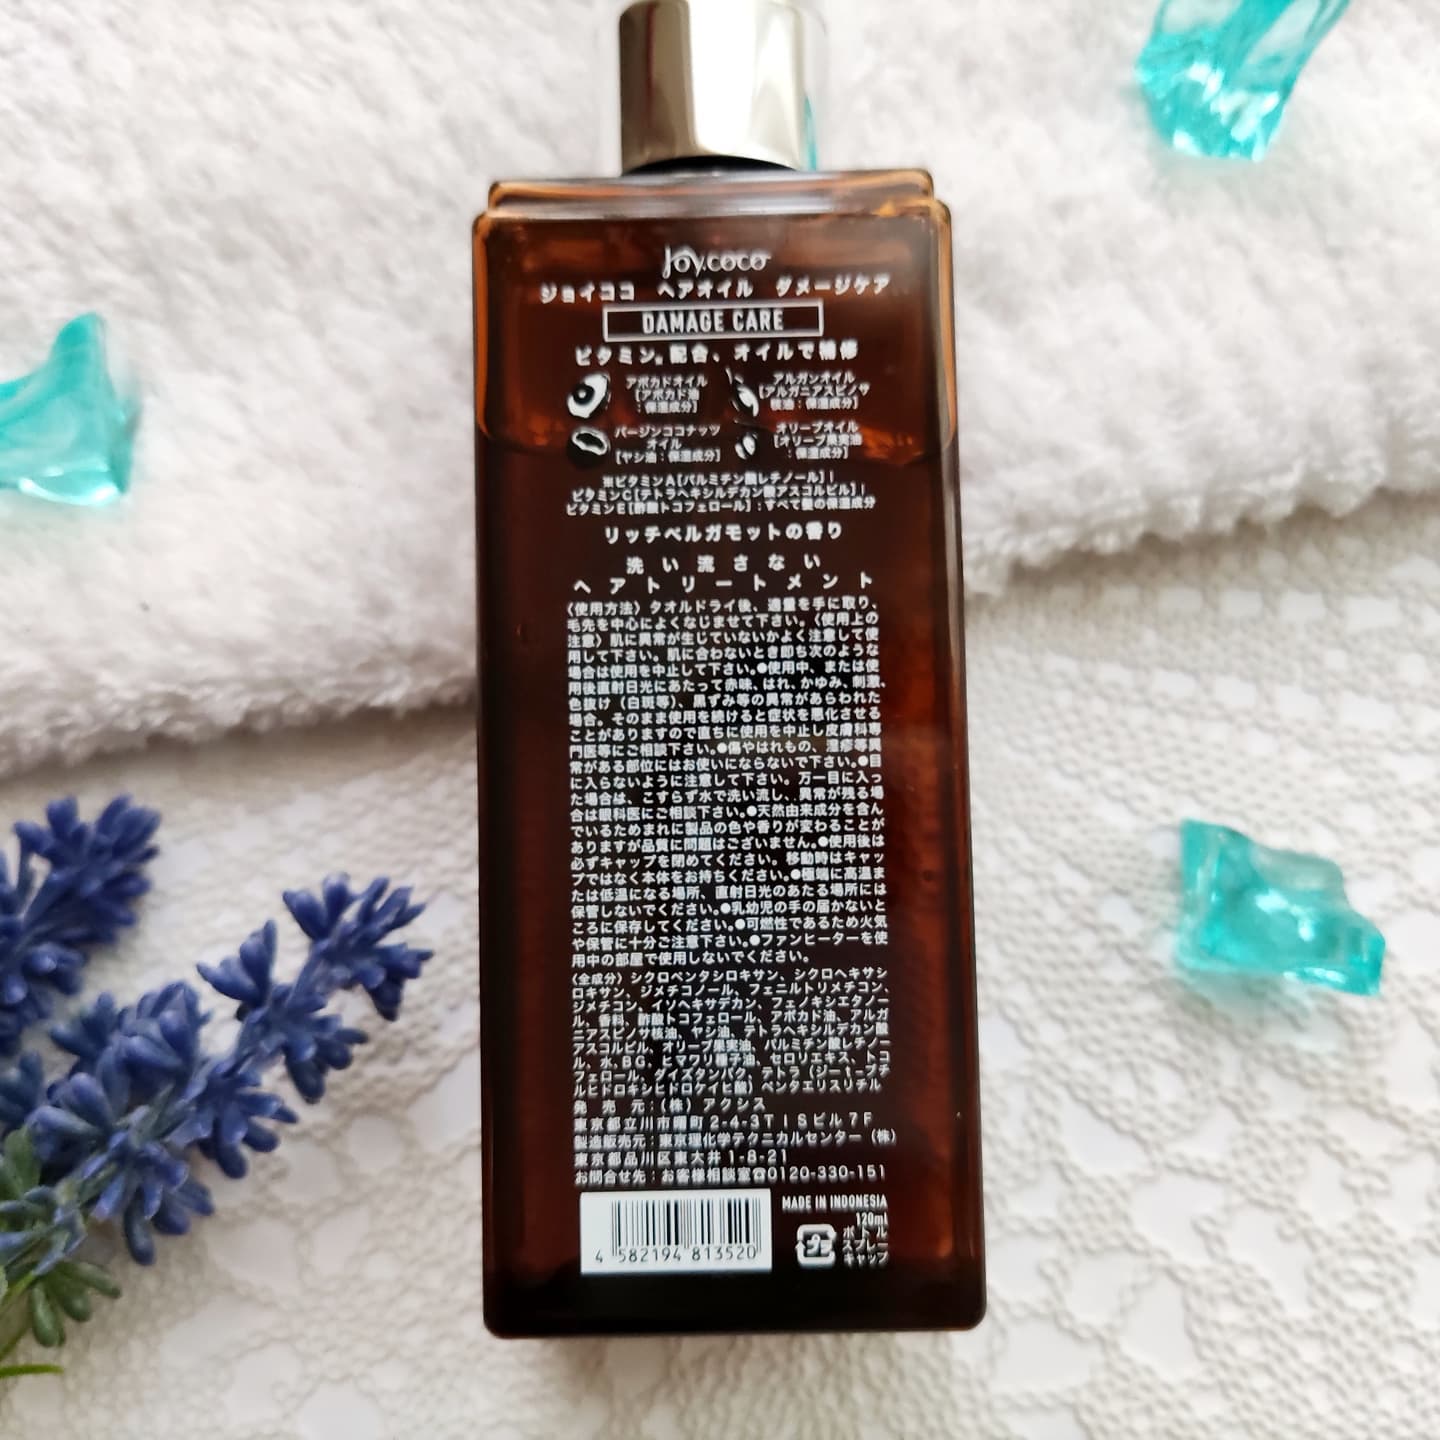 Joy.coco
ジョイココ ヘアオイル ダメージケア
DAMAGE CARE
ビタミン※配合、オイルで補修
アボカドオイル
[アボカド油
:保湿成分]
アルガンオイル
[アルガニアスピノサ
核油:保湿成分]
バージンココナッツ
オイル
[ヤシ油:保湿成分]
オリーブオイル
[オリーブ果実油
:保湿成分]
※ビタミンA[パルミチン酸レチノール]|
ビタミンC[テトラヘキシルデカン酸アスコルビル]|
ビタミンE[酢酸トコフェロール]:すべて髪の保湿成分
リッチベルガモットの香り
洗い流さない
ヘアトリートメント
〈使用方法〉タオルドライ後、適量を手に取り、
毛先を中心によくなじませて下さい。〈使用上の
注意〉肌に異常が生じていないかよく注意して使
用して下さい。肌に合わないとき即ち次のような
場合は使用を中止して下さい。●使用中、または使
用後直射日光にあたって赤味、はれ、かゆみ、刺激、
色抜け(白斑等)、黒ずみ等の異常があらわれた
場合。そのまま使用を続けると症状を悪化させる
ことがありますので直ちに使用を中止し皮膚科専
門医等にご相談下さい。●傷やはれもの、湿疹等異
常がある部位にはお使いにならないで下さい。●目
に入らないように注意して下さい。万一目に入っ
た場合は、こすらず水で洗い流し、異常が残る場
合は眼科医にご相談下さい。●天然由来成分を含ん
でいるためまれに製品の色や香りが変わることが
ありますが品質に問題はございません。●使用後は
必ずキャップを閉めてください。移動時はキャッ
プではなく本体をお持ちください。●極端に高温ま
たは低温になる場所、直射日光のあたる場所には
保管しないでください。●乳幼児の手の届かないと
ころに保存してください。●可燃性であるため火気
や保管に十分ご注意下さい。●ファンヒーターを使
用中の部屋で使用しないでください。
〈全成分〉シクロペンタシロキサン、シクロヘキサシ
ロキサン、ジメチコノール、フェニルトリメチコン、
ジメチコン、イソヘキサデカン、フェノキシエタノー
ル、香料、酢酸トコフェロール、アボカド油、アルガ
ニアスピノサ核油、ヤシ油、テトラヘキシルデカン酸
アスコルビル、オリーブ果実油、パルミチン酸レチノー
ル、水、BG、ヒマワリ種子油、セロリエキス、トコ
フェロール、ダイズタンパク、テトラ(ジ-t-ブチ
ルヒドロキシヒドロケイヒ酸)ペンタエリスリチル
発売元:(株)アクシス
東京都立川市曙町2-4-3TISビル7F
製造販売元:東京理化学テクニカルセンター(株)
東京都品川区東大井1-8-21
お問合せ先:お客様相談室☎0120-330-151
MADE IN INDONESIA
120ml
プラ
ボトル
スプレー
キャップ
4 582194 813520